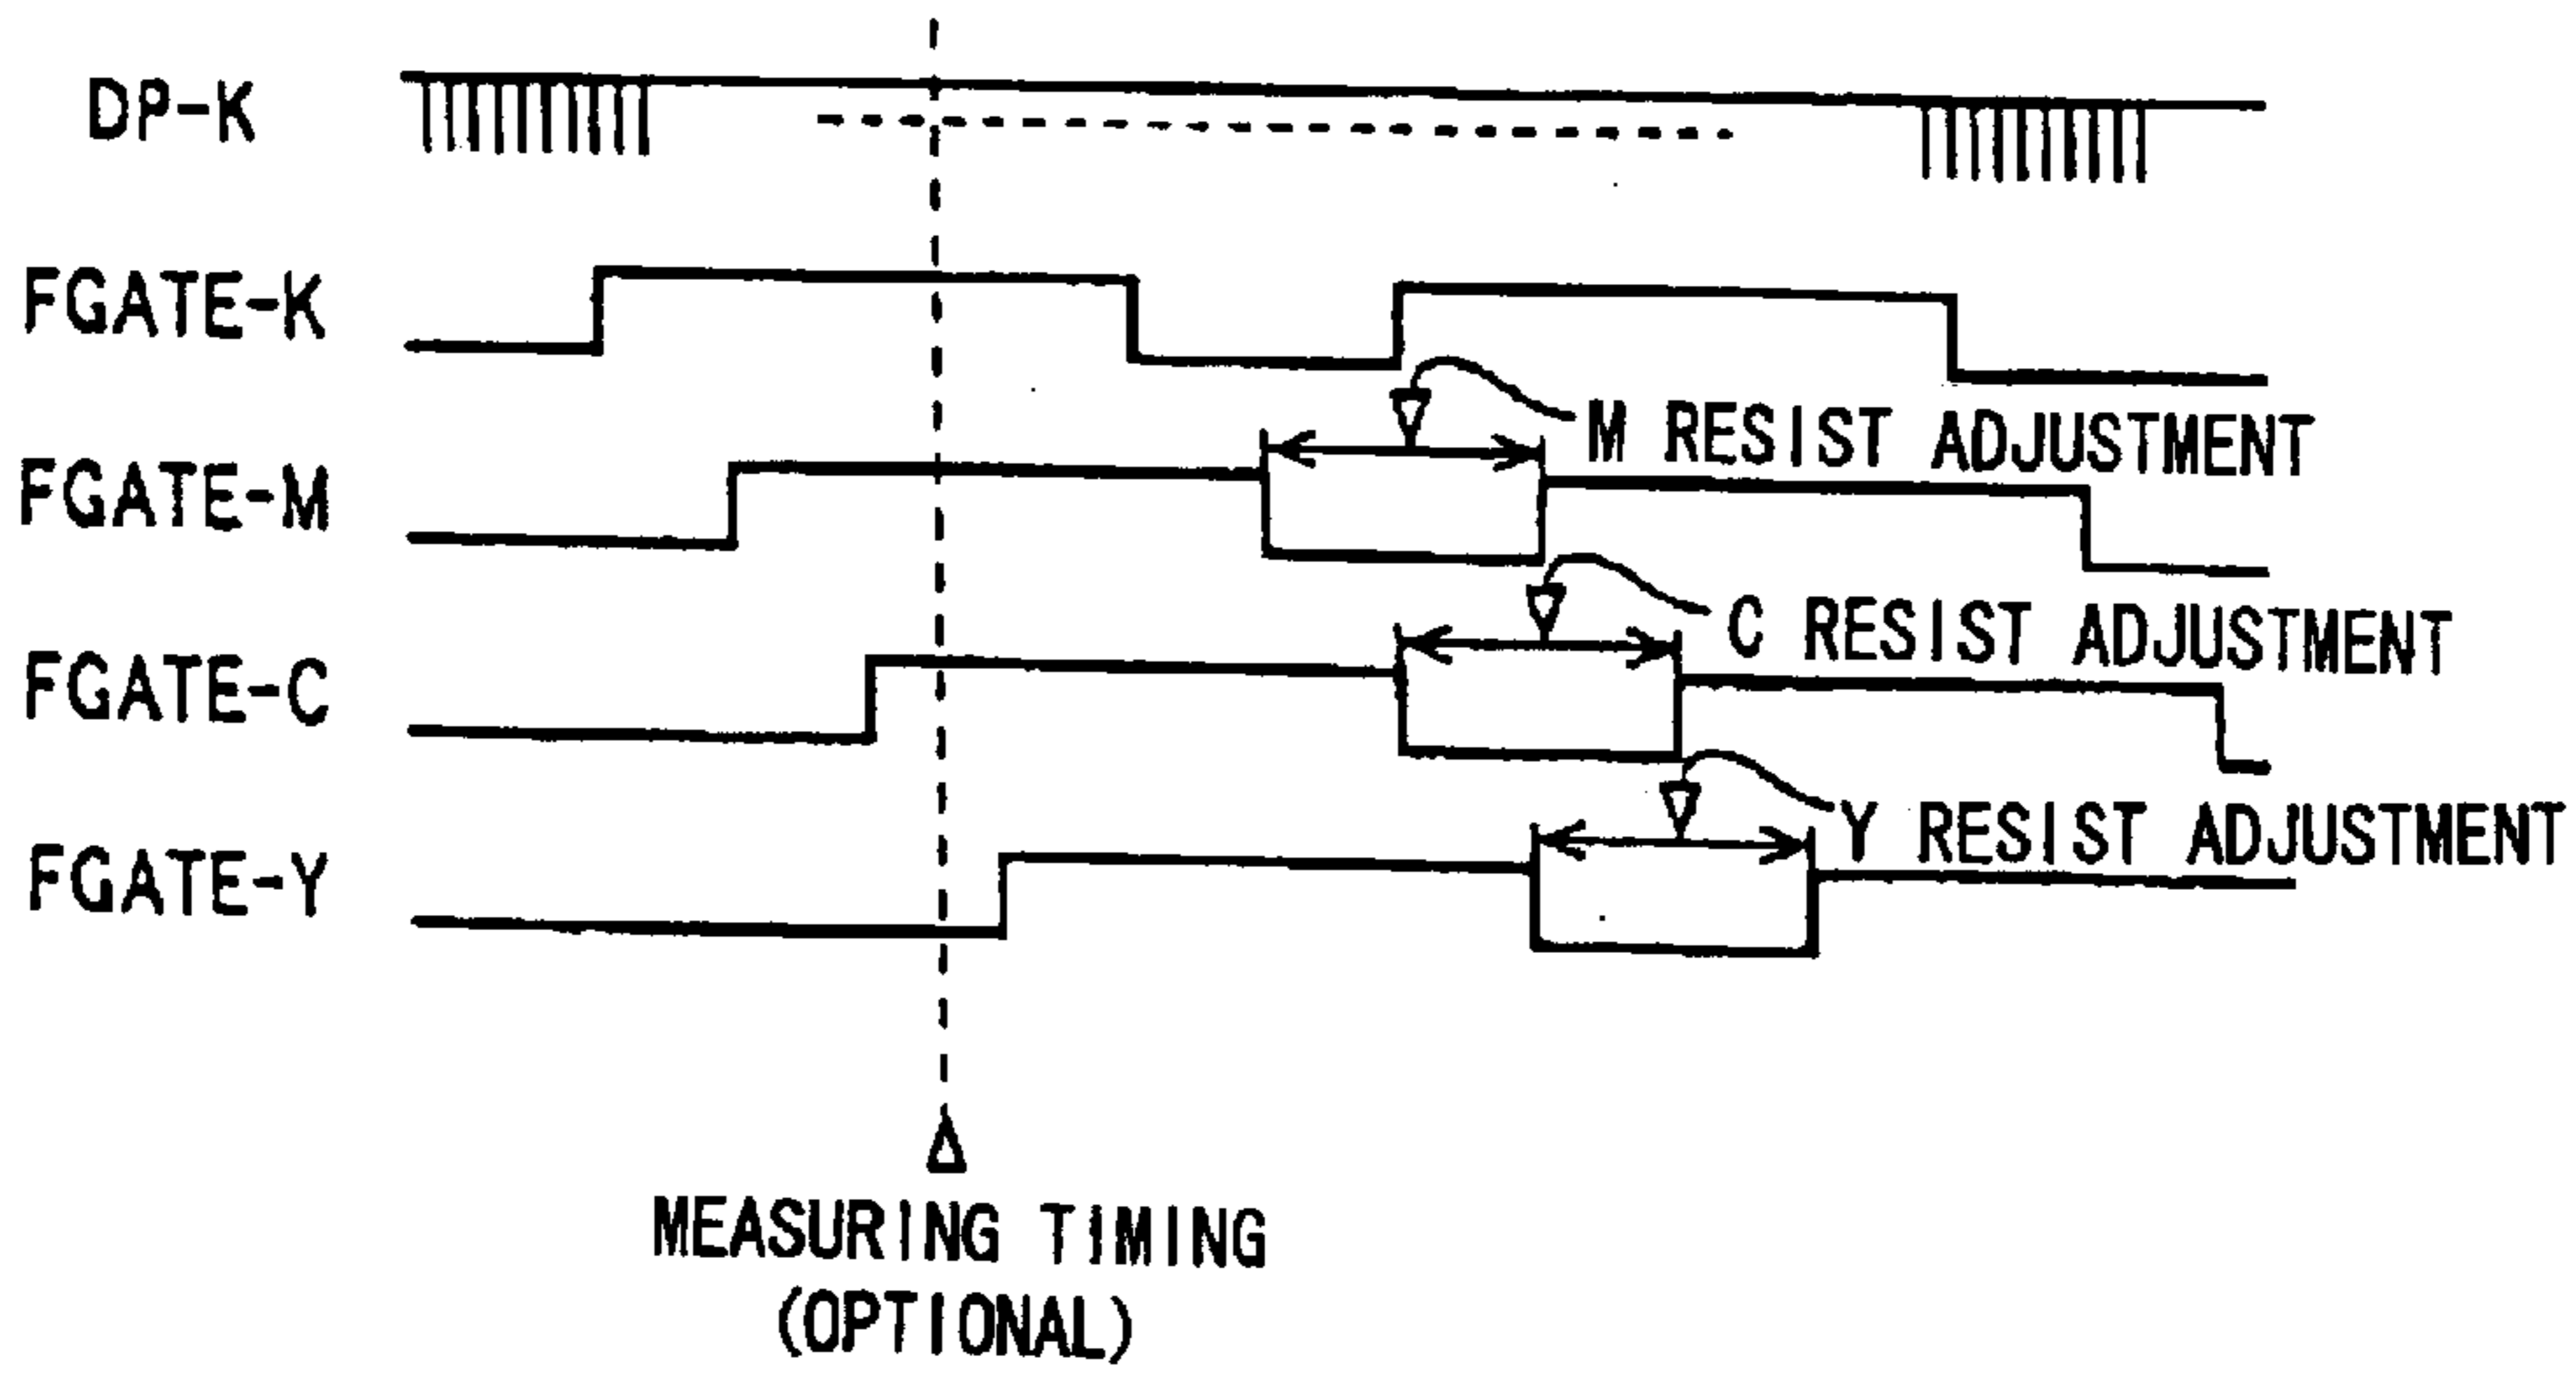 DP-K
FGATE-K
M RESIST ADJUSTMENT
FGATE-M
C RESIST ADJUSTMENT
FGATE-C
Y RESIST ADJUSTMENT
FGATE-Y
MEASURING TIMING
(OPTIONAL)